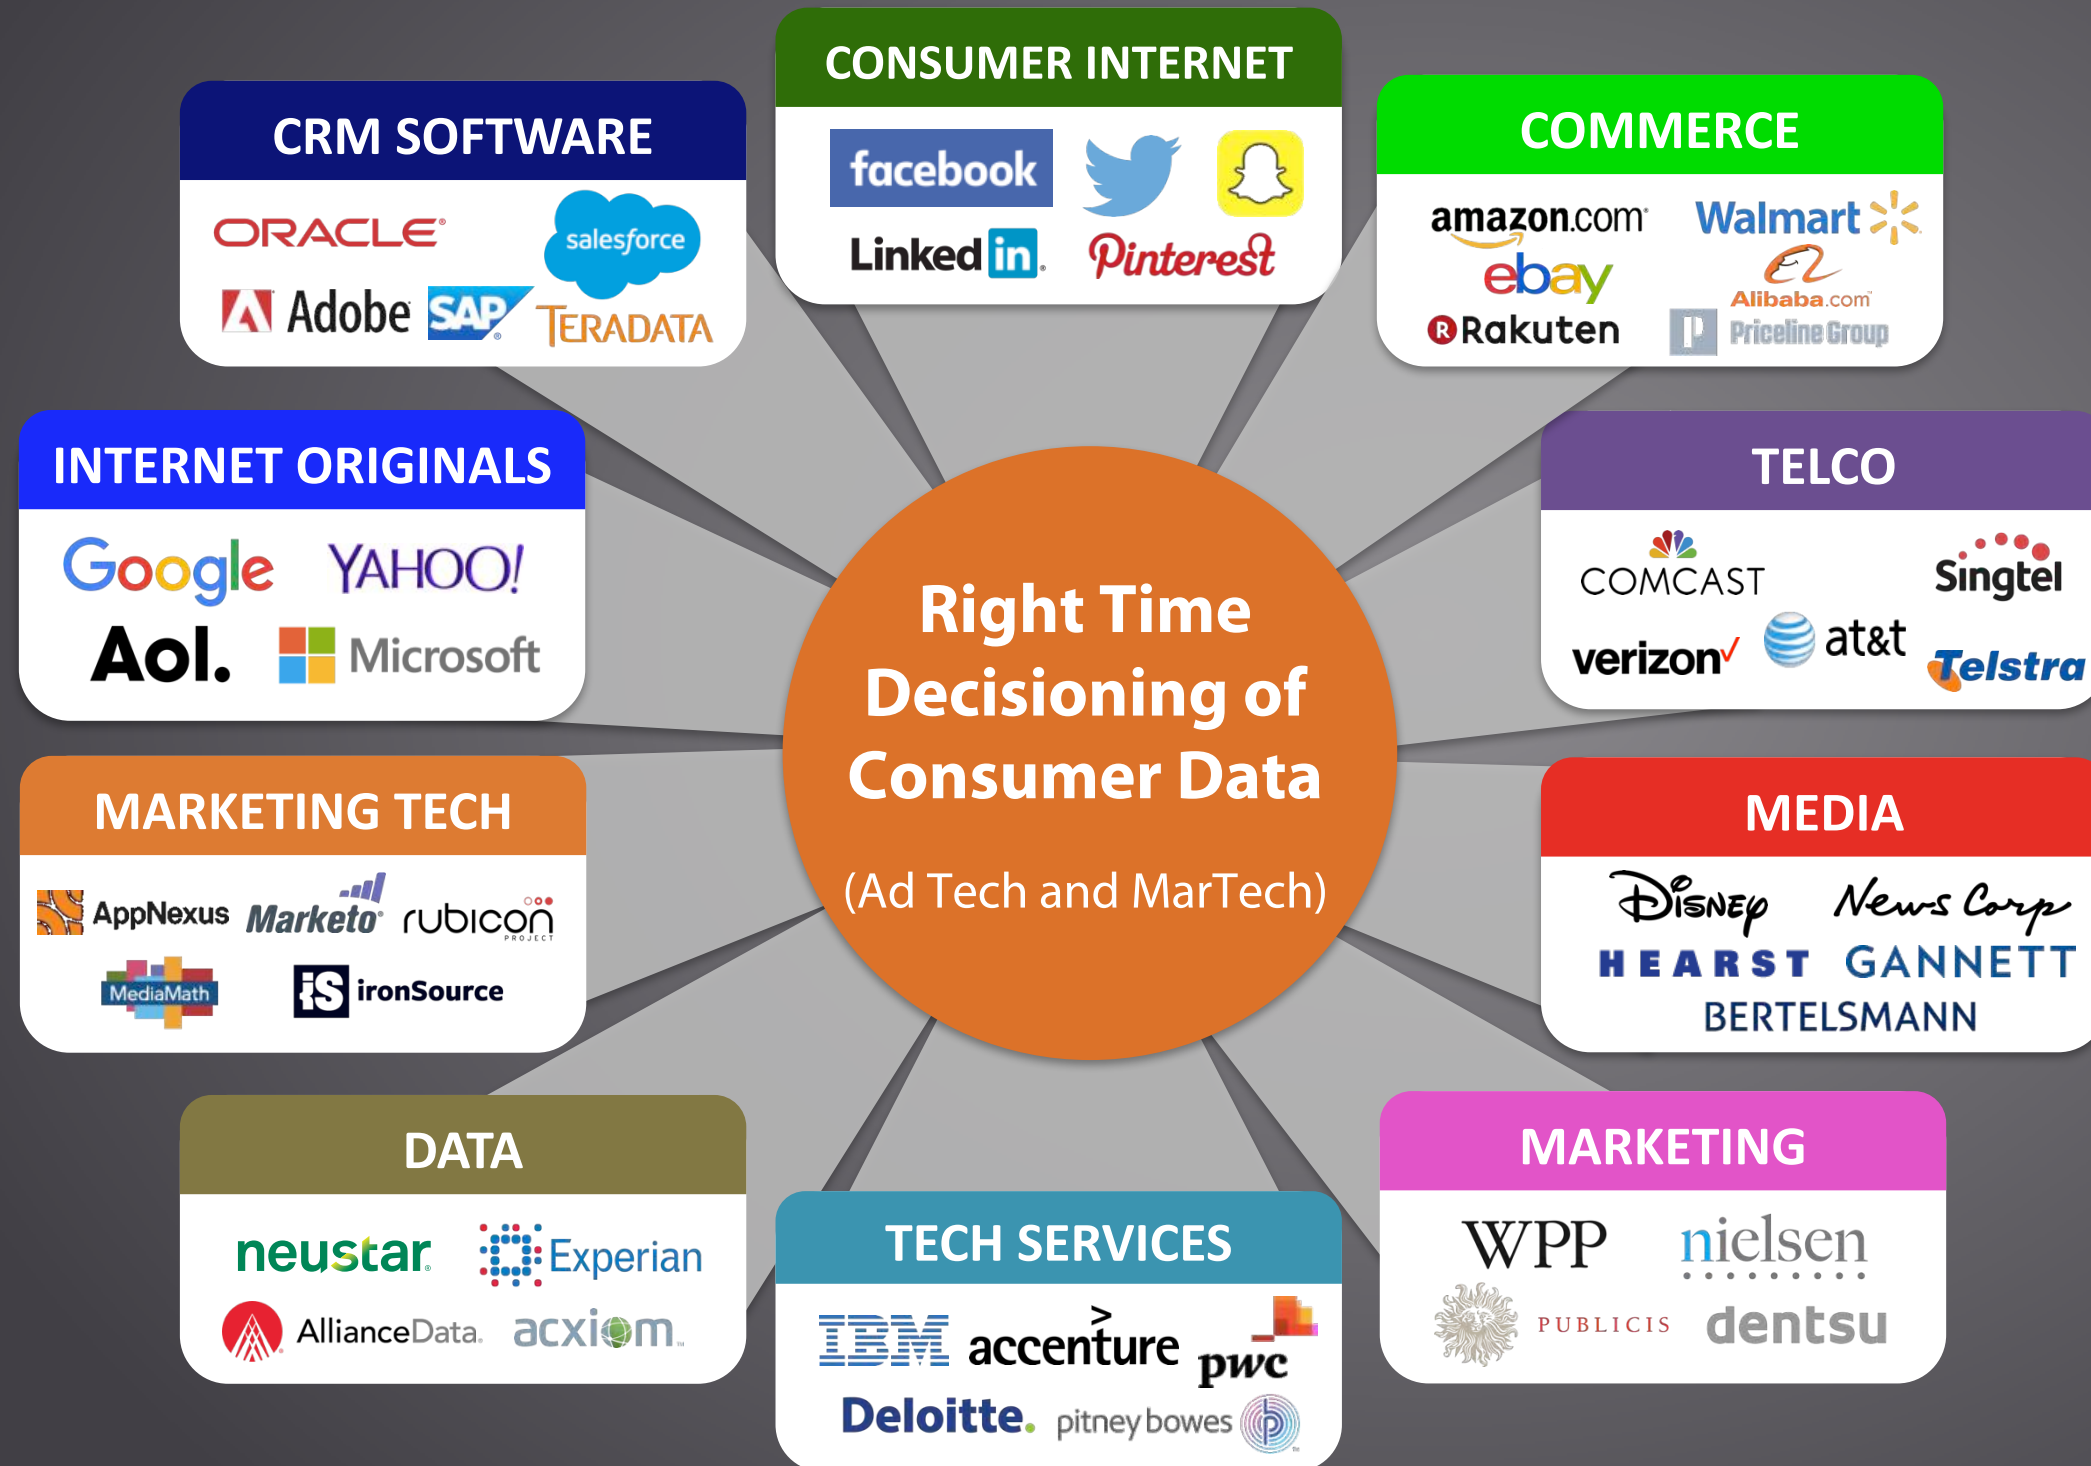 CONSUMER INTERNET
facebook
Linked in
Pinterest
CRM SOFTWARE
ORACLE
salesforce
Adobe SAP TERADATA
COMMERCE
amazon.com Walmart
ebay Alibaba.com
Rakuten P Priceline Group
INTERNET ORIGINALS
Google YAHOO!
Aol. Microsoft
TELCO
COMCAST Singtel
verizon at&t Telstra
Right Time
Decisioning of
Consumer Data
(Ad Tech and MarTech)
MARKETING TECH
AppNexus Marketo rubicon
PROJECT
MediaMath iS ironSource
MEDIA
Disney News Corp
HEARST GANNETT
BERTELSMANN
DATA
neustar Experian
AllianceData. acxiom
TECH SERVICES
IBM accenture pwc
Deloitte. pitney bowes
MARKETING
WPP nielsen
PUBLICIS dentsu